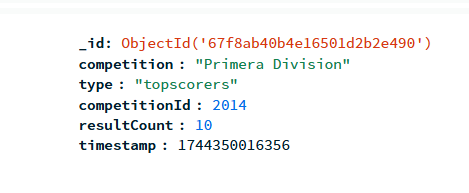 _id: ObjectId('67f8ab40b4e16501d2b2e490')
competition : "Primera Division"
type : "topscorers"
competitionId : 2014
resultCount : 10
timestamp : 1744350016356